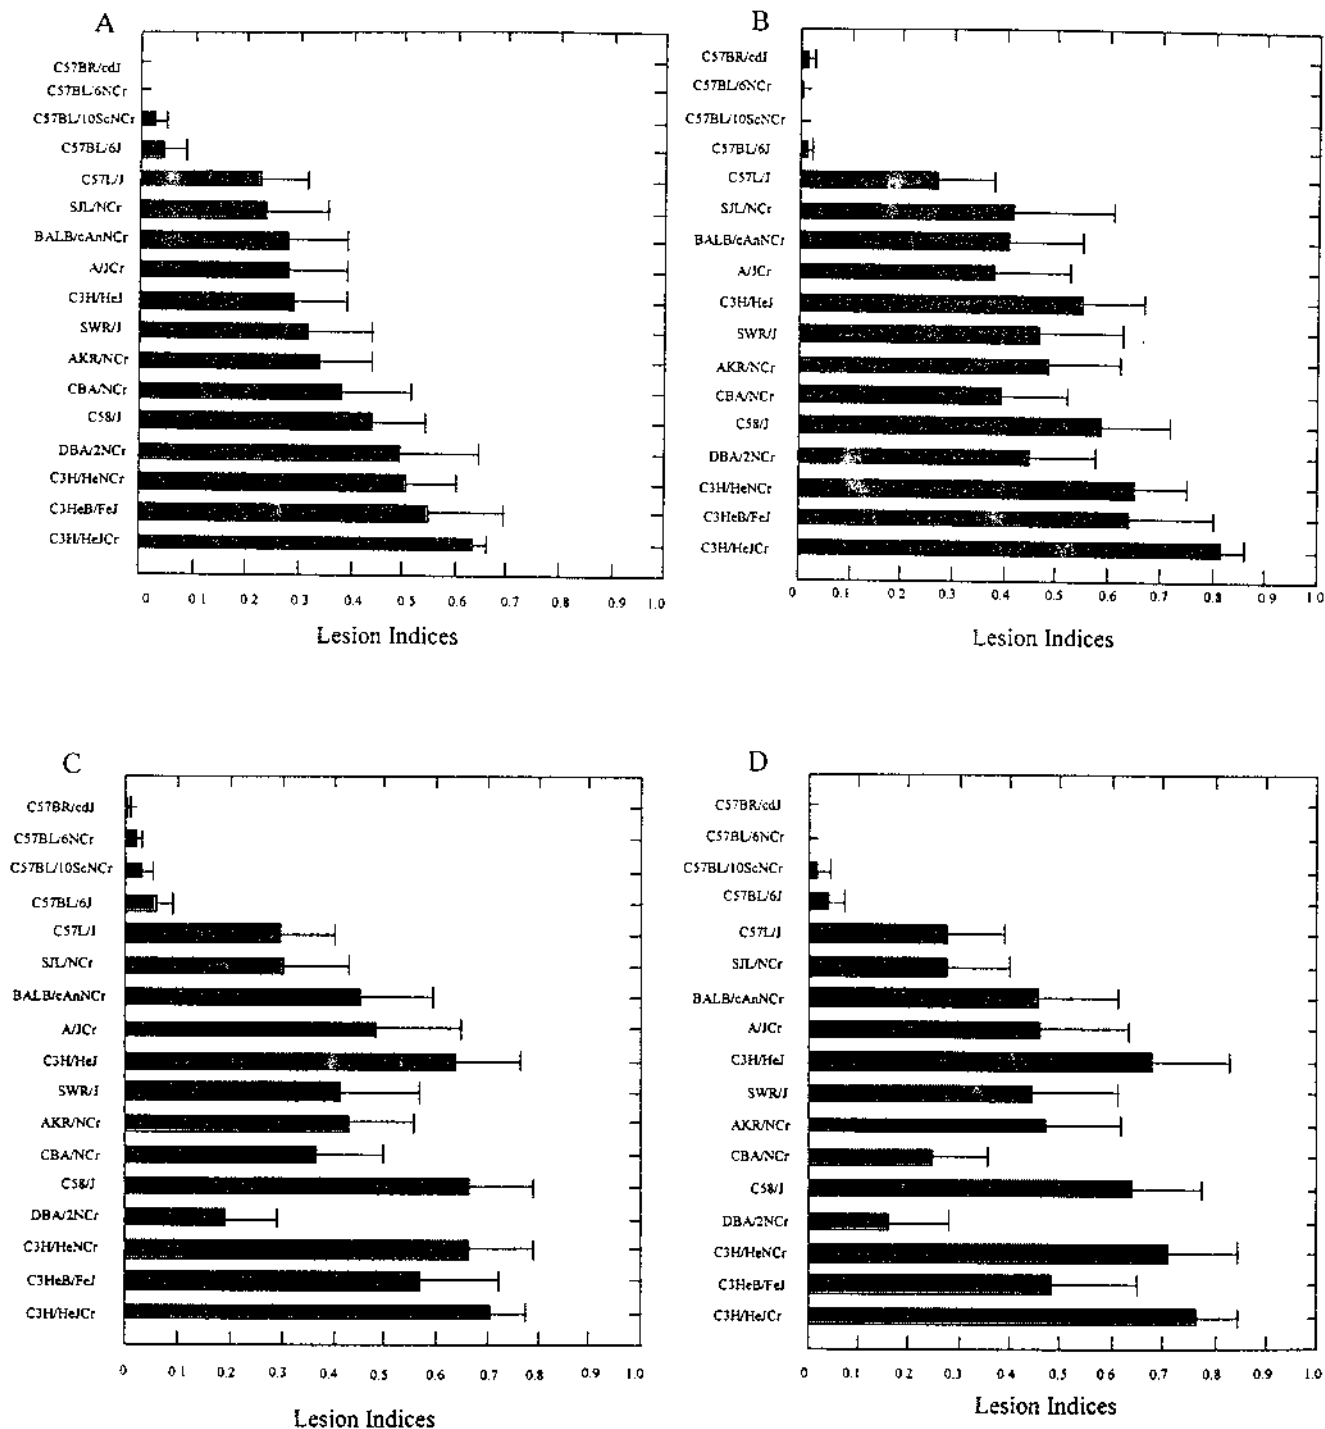 A
C57BR/cdJ
C57BL/6NCr
C57BL/10ScNCr
C57BL/6J
C57L/J
SJL/NCr
BALB/cAnNCr
A/JCr
C3H/HeJ
SWR/J
AKR/NCr
CBA/NCr
C58/J
DBA/2NCr
C3H/HeNCr
C3HeB/FeJ
C3H/HeJCr
0 0.1 0.2 0.3 0.4 0.5 0.6 0.7 0.8 0.9 1.0
Lesion Indices
B
C57BR/cdJ
C57BL/6NCr
C57BL/10ScNCr
C57BL/6J
C57L/J
SJL/NCr
BALB/cAnNCr
A/JCr
C3H/HeJ
SWR/J
AKR/NCr
CBA/NCr
C58/J
DBA/2NCr
C3H/HeNCr
C3HeB/FeJ
C3H/HeJCr
0 0.1 0.2 0.3 0.4 0.5 0.6 0.7 0.8 0.9 1.0
Lesion Indices
C
C57BR/cdJ
C57BL/6NCr
C57BL/10ScNCr
C57BL/6J
C57L/J
SJL/NCr
BALB/cAnNCr
A/JCr
C3H/HeJ
SWR/J
AKR/NCr
CBA/NCr
C58/J
DBA/2NCr
C3H/HeNCr
C3HeB/FeJ
C3H/HeJCr
0 0.1 0.2 0.3 0.4 0.5 0.6 0.7 0.8 0.9 1.0
Lesion Indices
D
C57BR/cdJ
C57BL/6NCr
C57BL/10ScNCr
C57BL/6J
C57L/J
SJL/NCr
BALB/cAnNCr
A/JCr
C3H/HeJ
SWR/J
AKR/NCr
CBA/NCr
C58/J
DBA/2NCr
C3H/HeNCr
C3HeB/FeJ
C3H/HeJCr
0 0.1 0.2 0.3 0.4 0.5 0.6 0.7 0.8 0.9 1.0
Lesion Indices